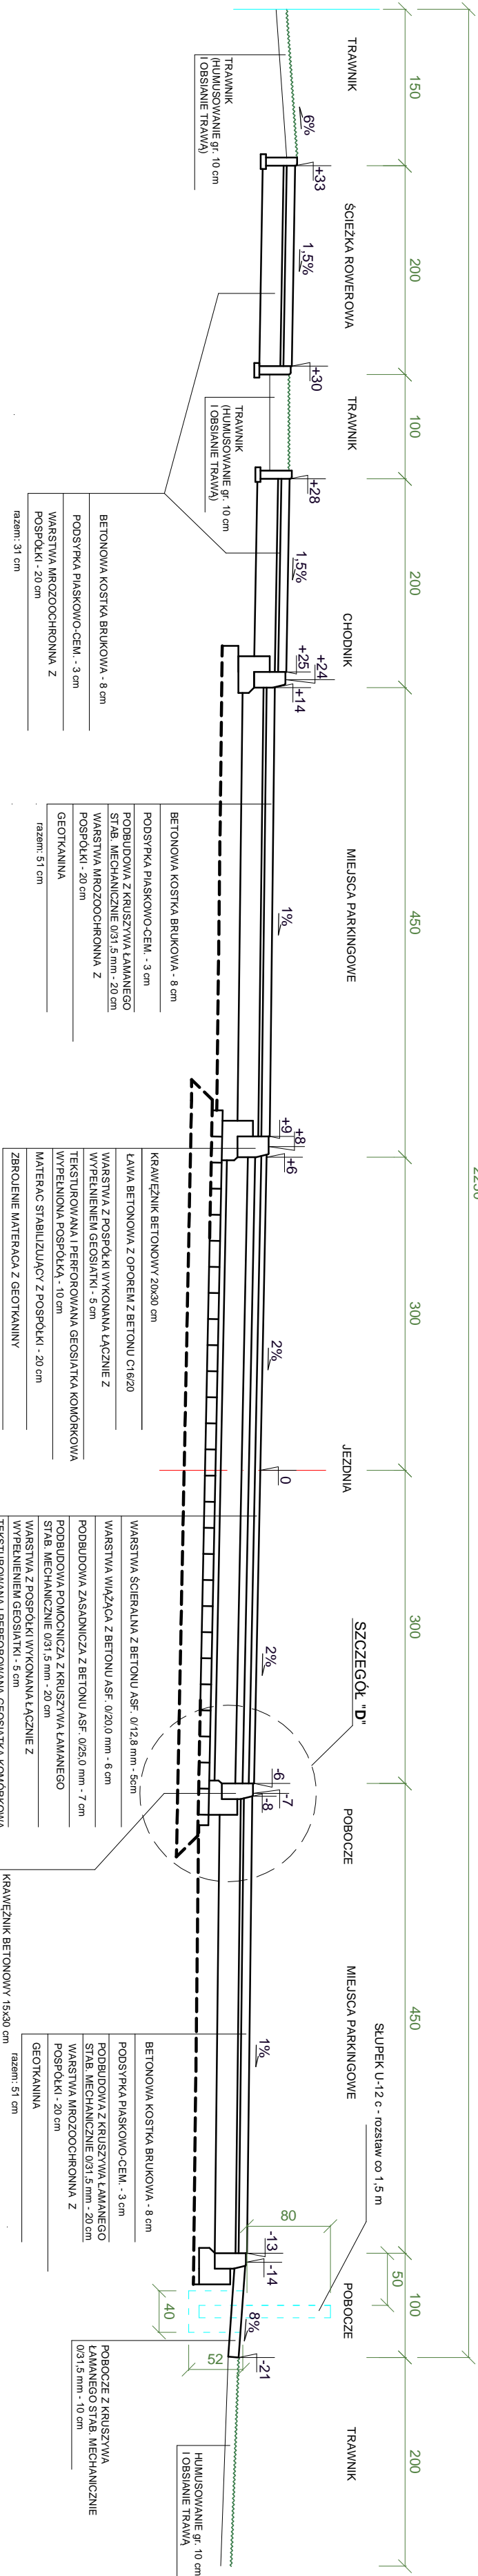 2250
150
200
100
200
450
300
300
450
100
50
200
TRAWNIK
ŚCIEŻKA ROWEROWA
TRAWNIK
CHODNIK
MIEJSCA PARKINGOWE
JEZDNIA
SZCZEGÓŁ "D"
POBOCZE
MIEJSCA PARKINGOWE
SŁUPEK U-12 c - rozstaw co 1,5 m
POBOCZE
TRAWNIK
6%
+33
1,5%
+30
+28
1,5%
+25
+24
+14
1%
+9
+8
+6
2%
0
2%
-6
-7
-8
1%
80
-13
-14
8%
-21
40
52
TRAWNIK
(HUMUSOWANIE gr. 10 cm
I OBSIANIE TRAWĄ)
TRAWNIK
(HUMUSOWANIE gr. 10 cm
I OBSIANIE TRAWĄ)
BETONOWA KOSTKA BRUKOWA - 8 cm
PODSYPKA PIASKOWO-CEM. - 3 cm
WARSTWA MROZOOCHRONNA Z
POSPÓŁKI - 20 cm
razem: 31 cm
BETONOWA KOSTKA BRUKOWA - 8 cm
PODSYPKA PIASKOWO-CEM. - 3 cm
PODBUDOWA Z KRUSZYWA ŁAMANEGO
STAB. MECHANICZNIE 0/31,5 mm - 20 cm
WARSTWA MROZOOCHRONNA Z
POSPÓŁKI - 20 cm
GEOTKANINA
razem: 51 cm
KRAWĘŻNIK BETONOWY 20x30 cm
ŁAWA BETONOWA Z OPOREM Z BETONU C16/20
WARSTWA Z POSPÓŁKI WYKONANA ŁĄCZNIE Z
WYPEŁNIENIEM GEOSIATKI - 5 cm
TEKSTUROWANA I PERFOROWANA GEOSIATKA KOMÓRKOWA
WYPEŁNIONA POSPÓŁKĄ - 10 cm
MATERAC STABILIZUJĄCY Z POSPÓŁKI - 20 cm
ZBROJENIE MATERACA Z GEOTKANINY
WARSTWA ŚCIERALNA Z BETONU ASF. 0/12,8 mm - 5cm
WARSTWA WIĄŻĄCA Z BETONU ASF. 0/20,0 mm - 6 cm
PODBUDOWA ZASADNICZA Z BETONU ASF. 0/25,0 mm - 7 cm
PODBUDOWA POMOCNICZA Z KRUSZYWA ŁAMANEGO
STAB. MECHANICZNIE 0/31,5 mm - 20 cm
WARSTWA Z POSPÓŁKI WYKONANA ŁĄCZNIE Z
WYPEŁNIENIEM GEOSIATKI - 5 cm
TEKSTUROWANA I PERFOROWANA GEOSIATKA KOMÓRKOWA
KRAWĘŻNIK BETONOWY 15x30 cm
BETONOWA KOSTKA BRUKOWA - 8 cm
PODSYPKA PIASKOWO-CEM. - 3 cm
PODBUDOWA Z KRUSZYWA ŁAMANEGO
STAB. MECHANICZNIE 0/31,5 mm - 20 cm
WARSTWA MROZOOCHRONNA Z
POSPÓŁKI - 20 cm
GEOTKANINA
razem: 51 cm
POBOCZE Z KRUSZYWA
ŁAMANEGO STAB. MECHANICZNIE
0/31,5 mm - 10 cm
HUMUSOWANIE gr. 10 cm
I OBSIANIE TRAWĄ